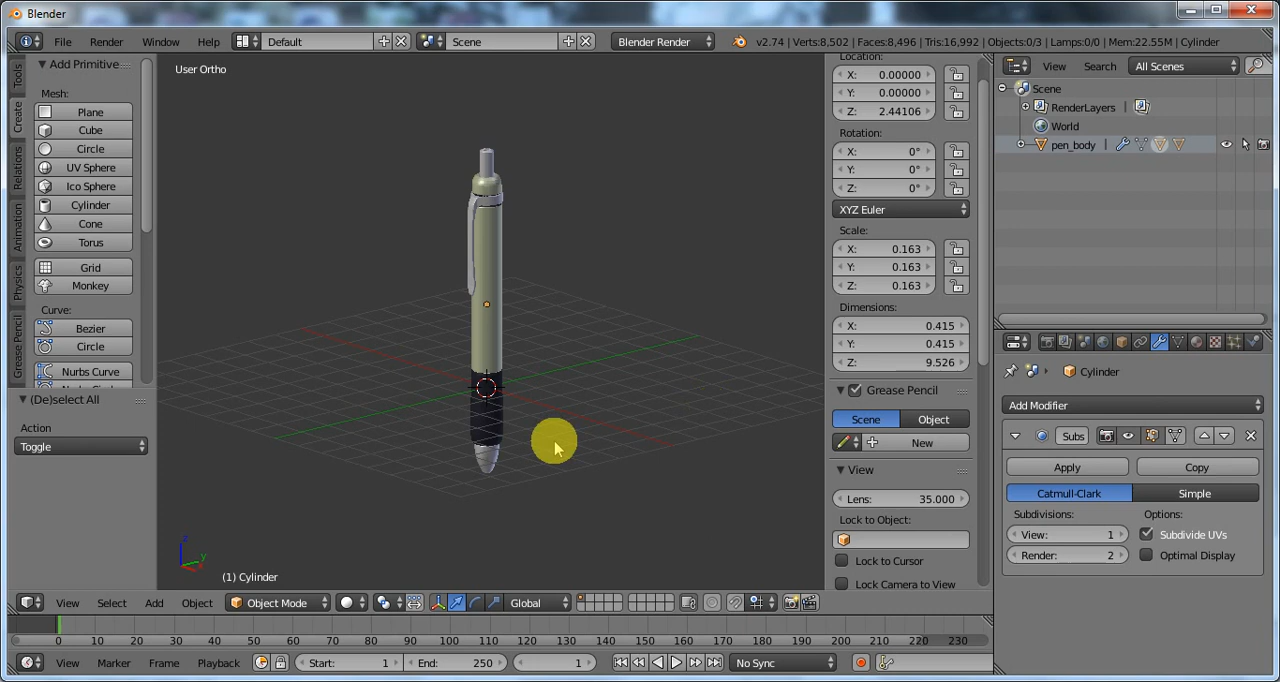 Blender
File Render Window Help Default Scene Blender Render v2.74 | Verts:8,502 | Faces:8,496 | Tris:16,992 | Objects:0/3 | Lamps:0/0 | Mem:22.55M | Cylinder
Tools
Create
Relations
Animation
Physics
Grease Pencil
Add Primitive
Mesh:
Plane
Cube
Circle
UV Sphere
Ico Sphere
Cylinder
Cone
Torus
Grid
Monkey
Curve:
Bezier
Circle
Nurbs Curve
(De)select All
Action
Toggle
User Ortho
z
y
x
(1) Cylinder
Location:
X: 0.00000
Y: 0.00000
Z: 2.44106
Rotation:
X: 0°
Y: 0°
Z: 0°
XYZ Euler
Scale:
X: 0.163
Y: 0.163
Z: 0.163
Dimensions:
X: 0.415
Y: 0.415
Z: 9.526
Grease Pencil
Scene Object
New
View
Lens: 35.000
Lock to Object:
Lock to Cursor
Lock Camera to View
View Search All Scenes
Scene
RenderLayers |
World
pen_body |
Cylinder
Add Modifier
Subs
Apply Copy
Catmull-Clark Simple
Subdivisions: Options:
View: 1 Subdivide UVs
Render: 2 Optimal Display
View Select Add Object Object Mode Global
0 10 20 30 40 50 60 70 80 90 100 110 120 130 140 150 160 170 180 190 200 210 220 230
View Marker Frame Playback Start: 1 End: 250 1 No Sync